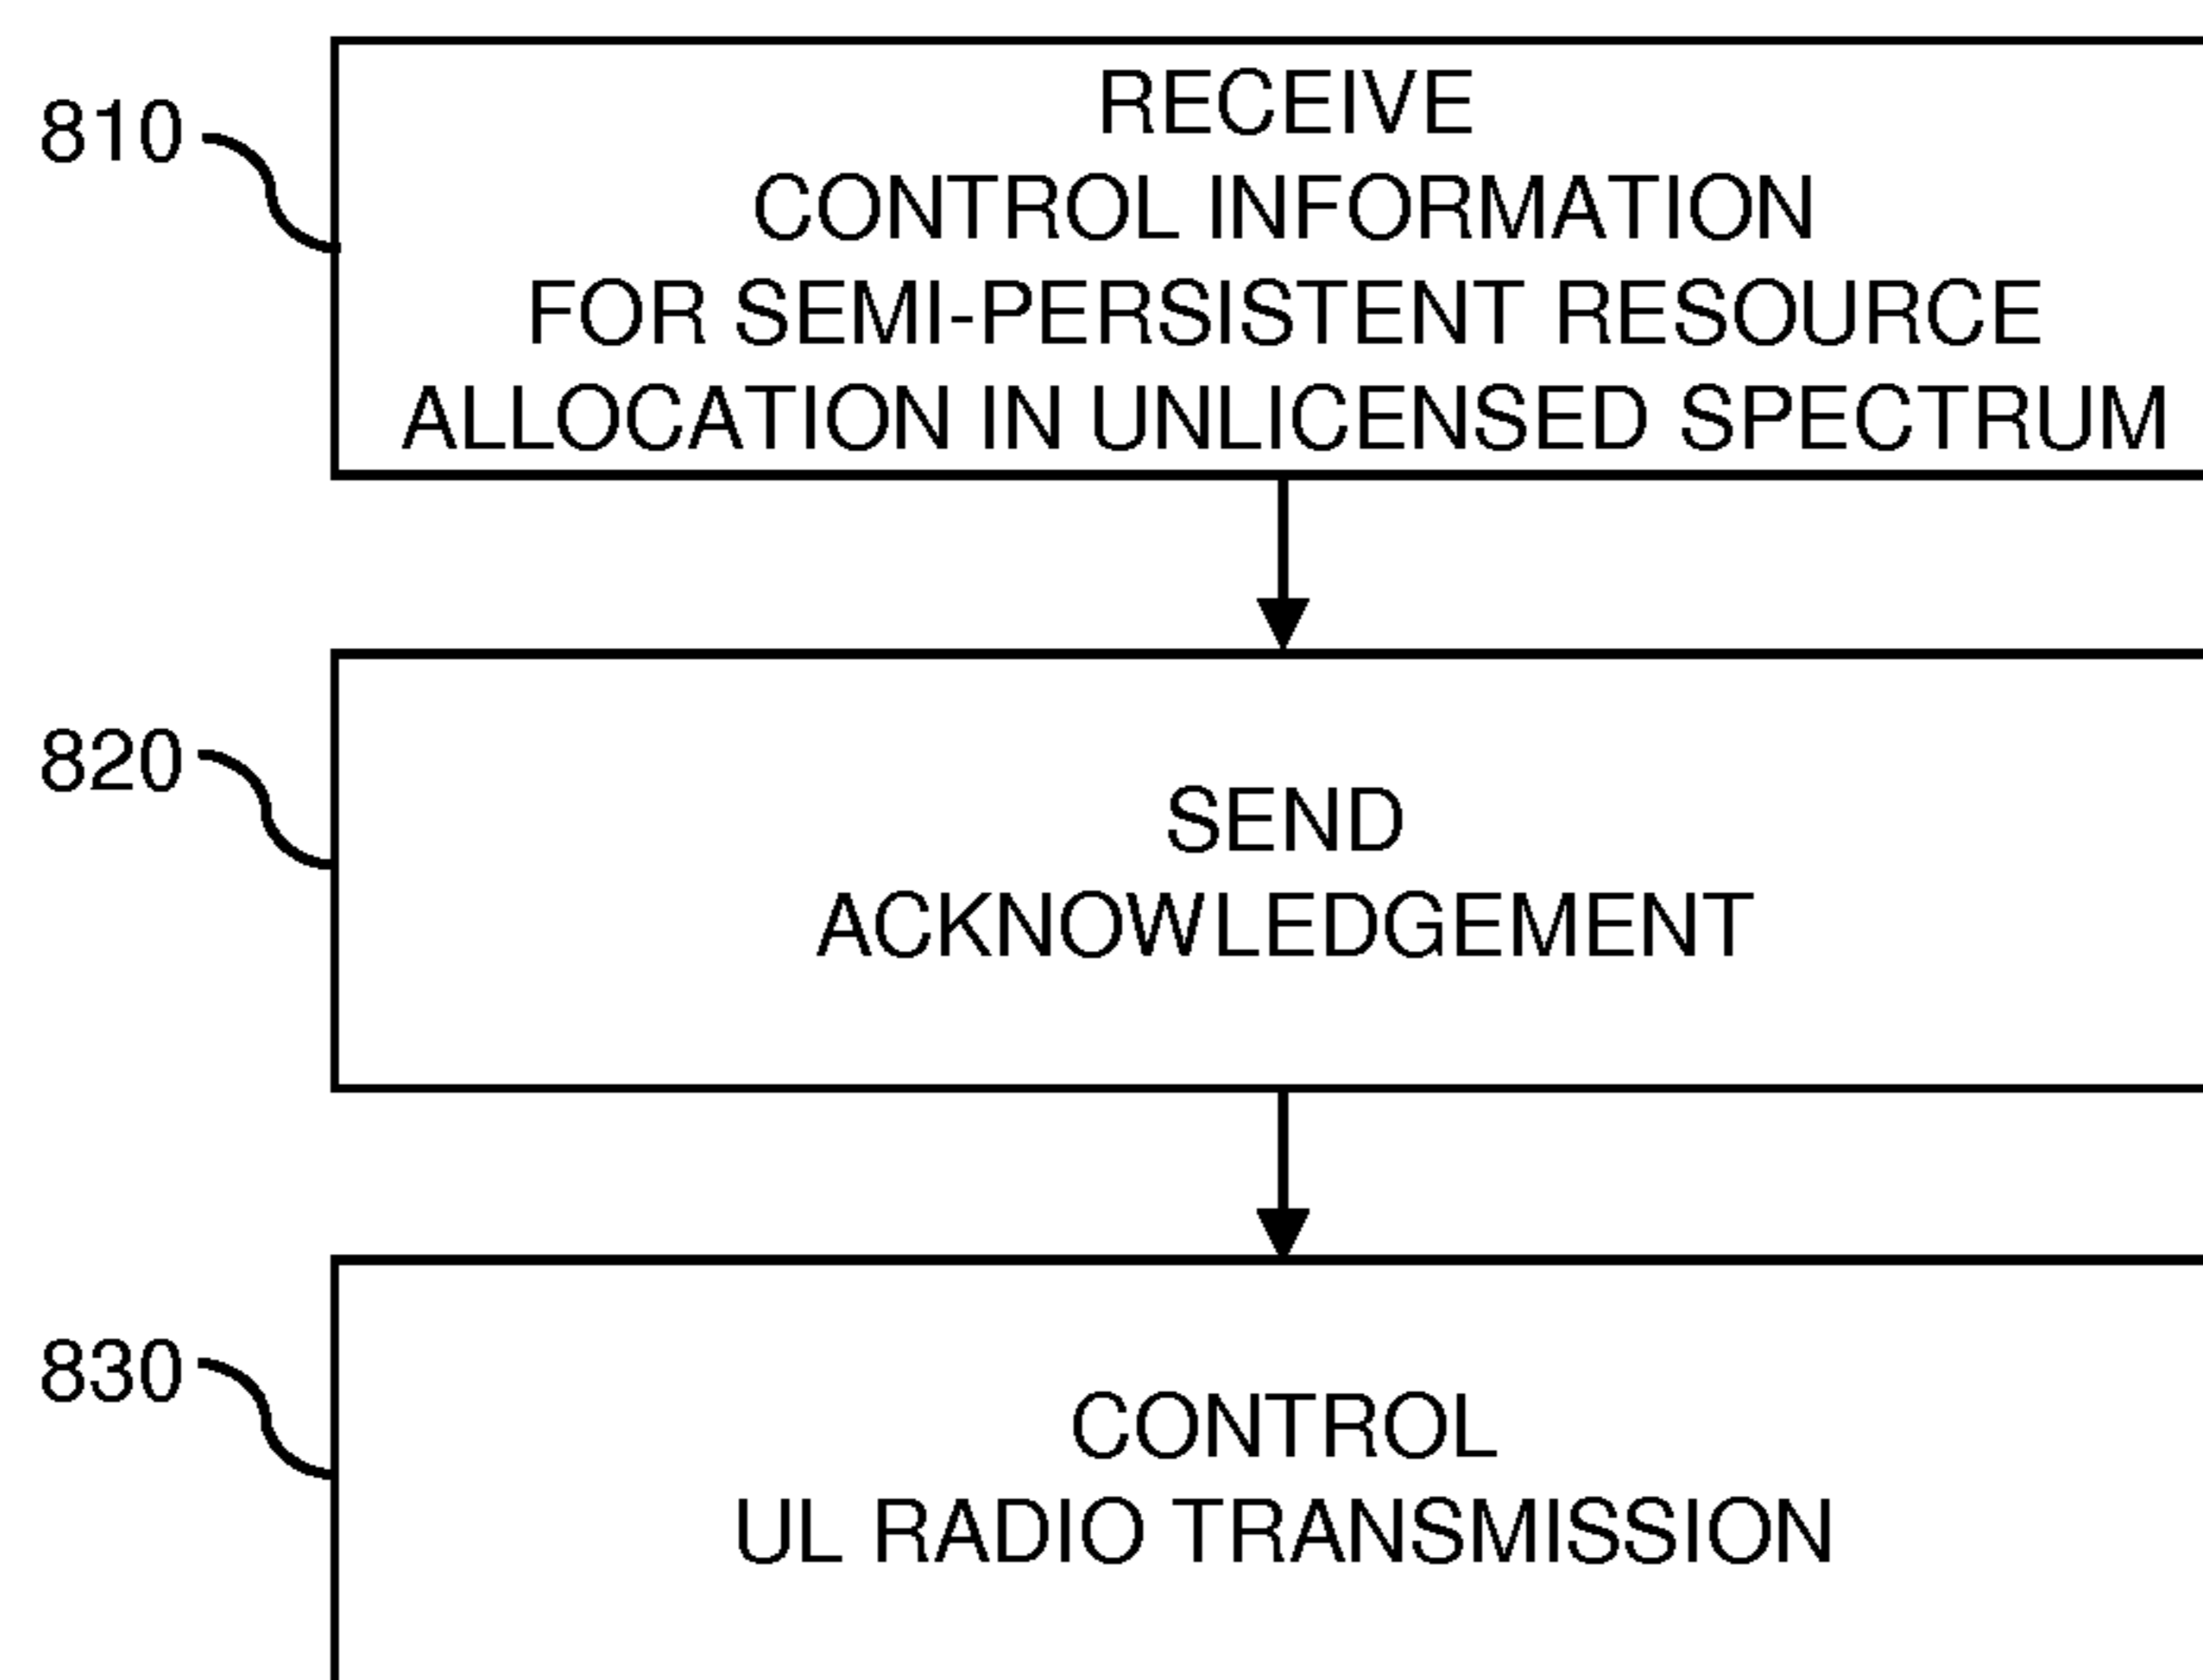 810
RECEIVE
CONTROL INFORMATION
FOR SEMI-PERSISTENT RESOURCE
ALLOCATION IN UNLICENSED SPECTRUM
820
SEND
ACKNOWLEDGEMENT
830
CONTROL
UL RADIO TRANSMISSION